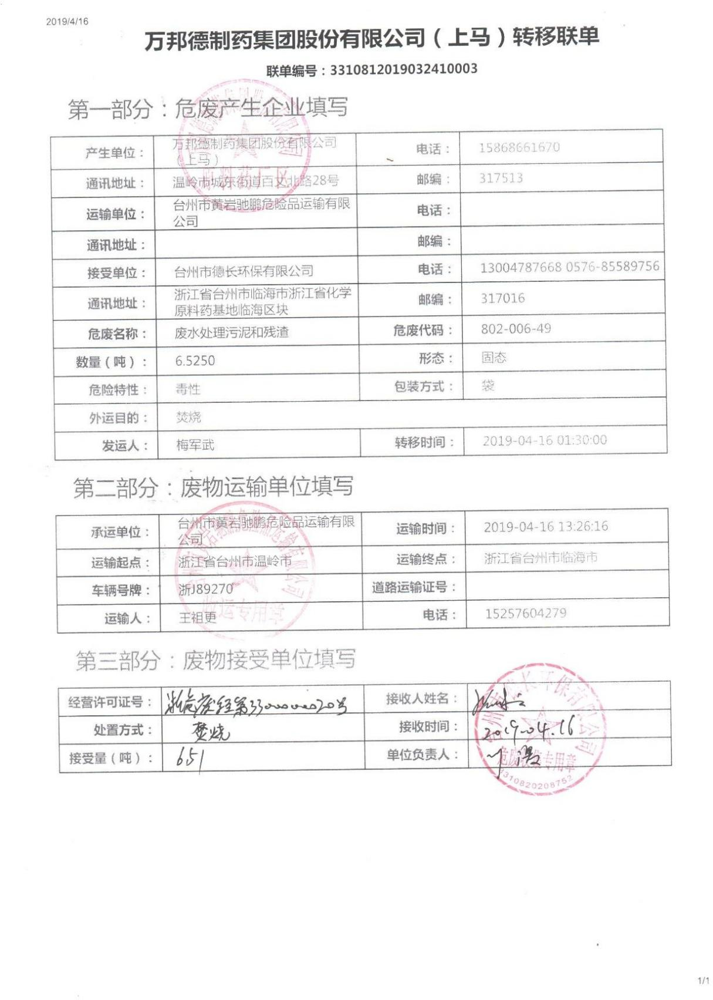 2019/4/16
万邦德制药集团股份有限公司（上马）转移联单
联单编号：3310812019032410003
第一部分：危废产生企业填写
产生单位： 万邦德制药集团股份有限公司（上马） 电话： 15868661670
通讯地址： 温岭市城东街道百丈北路28号 邮编： 317513
运输单位： 台州市黄岩驰鹏危险品运输有限公司 电话：
通讯地址： 邮编：
接受单位： 台州市德长环保有限公司 电话： 13004787668 0576-85589756
通讯地址： 浙江省台州市临海市浙江省化学原料药基地临海区块 邮编： 317016
危废名称： 废水处理污泥和残渣 危废代码： 802-006-49
数量（吨）： 6.5250 形态： 固态
危险特性： 毒性 包装方式： 袋
外运目的： 焚烧
发运人： 梅军武 转移时间： 2019-04-16 01:30:00
第二部分：废物运输单位填写
承运单位： 台州市黄岩驰鹏危险品运输有限公司 运输时间： 2019-04-16 13:26:16
运输起点： 浙江省台州市温岭市 运输终点： 浙江省台州市临海市
车辆号牌： 浙J89270 道路运输证号：
运输人： 王祖更 电话： 15257604279
第三部分：废物接受单位填写
经营许可证号： 浙危废经第3300000020号 接收人姓名：
处置方式： 焚烧 接收时间： 2019.04.16
接受量（吨）： 651 单位负责人：
危废接收专用章
3310820208752
1/1